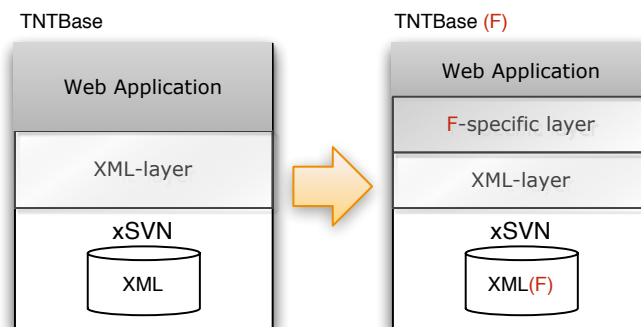 TNTBase
Web Application
XML-layer
xSVN
XML
TNTBase (F)
Web Application
F-specific layer
XML-layer
xSVN
XML(F)